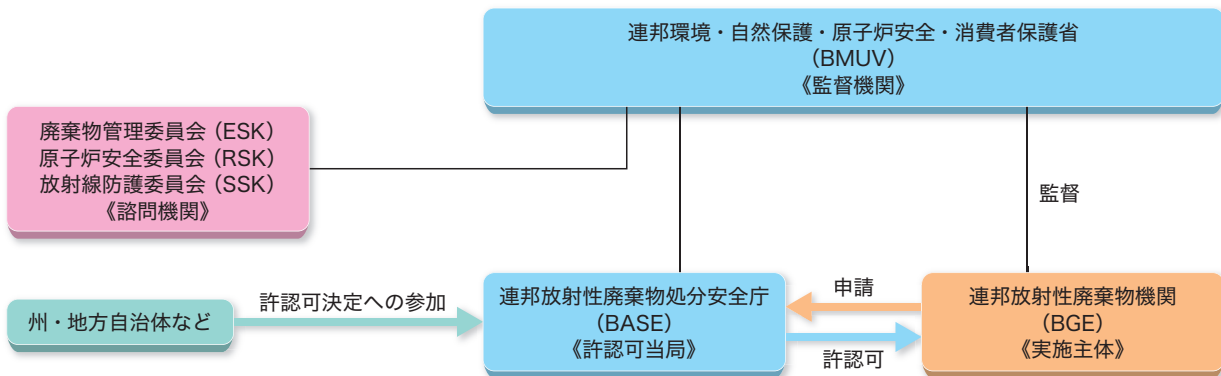 連邦環境・自然保護・原子炉安全・消費者保護省
(BMUV)
《監督機関》
廃棄物管理委員会(ESK)
原子炉安全委員会(RSK)
放射線防護委員会(SSK)
《諮問機関》
監督
州・地方自治体など
許認可決定への参加
連邦放射性廃棄物処分安全庁
(BASE)
《許認可当局》
申請
許認可
連邦放射性廃棄物機関
(BGE)
《実施主体》